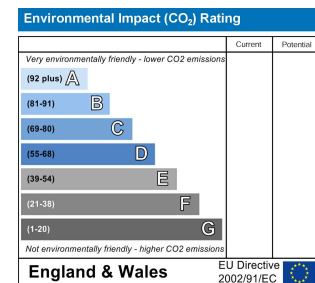 Environmental Impact (CO₂) Rating
Current Potential
Very environmentally friendly - lower CO2 emissions
(92 plus) A
(81-91) B
(69-80) C
(55-68) D
(39-54) E
(21-38) F
(1-20) G
Not environmentally friendly - higher CO2 emissions
England & Wales
EU Directive
2002/91/EC